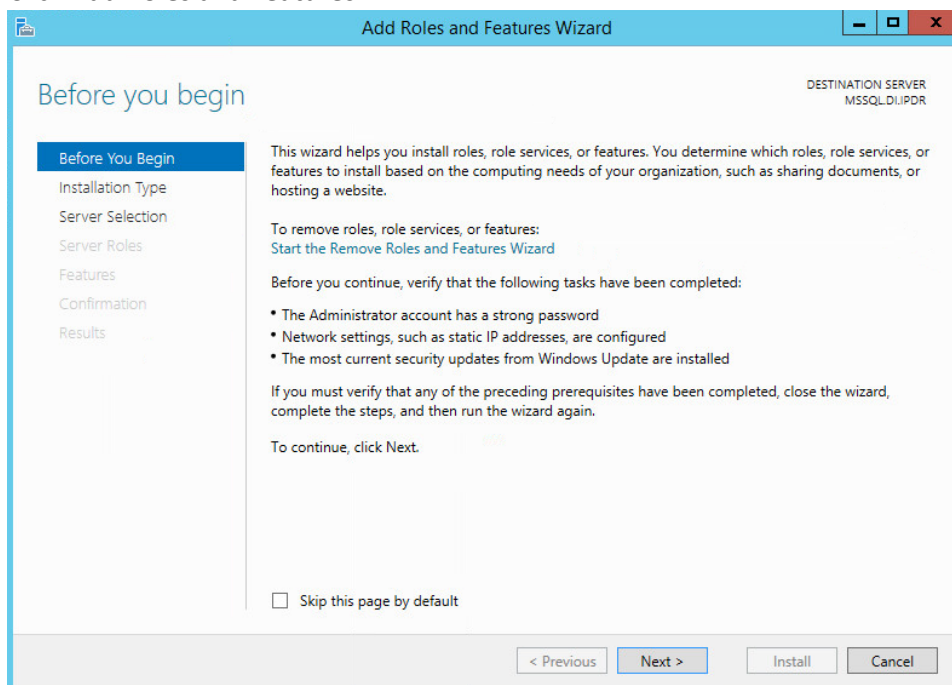 Add Roles and Features Wizard
Before you begin
DESTINATION SERVER
MSSQL.DI.IPDR
Before You Begin
Installation Type
Server Selection
Server Roles
Features
Confirmation
Results
This wizard helps you install roles, role services, or features. You determine which roles, role services, or
features to install based on the computing needs of your organization, such as sharing documents, or
hosting a website.
To remove roles, role services, or features:
Start the Remove Roles and Features Wizard
Before you continue, verify that the following tasks have been completed:
• The Administrator account has a strong password
• Network settings, such as static IP addresses, are configured
• The most current security updates from Windows Update are installed
If you must verify that any of the preceding prerequisites have been completed, close the wizard,
complete the steps, and then run the wizard again.
To continue, click Next.
Skip this page by default
< Previous
Next >
Install
Cancel